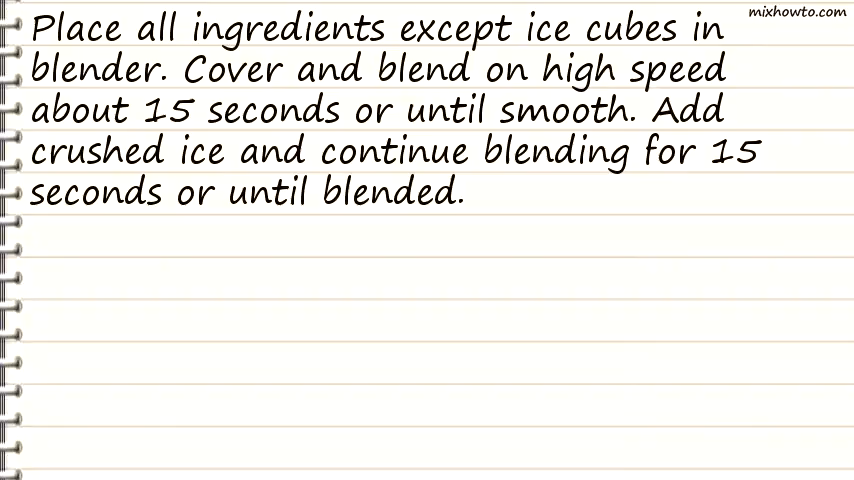 mixhowto.com
Place all ingredients except ice cubes in
blender. Cover and blend on high speed
about 15 seconds or until smooth. Add
crushed ice and continue blending for 15
seconds or until blended.